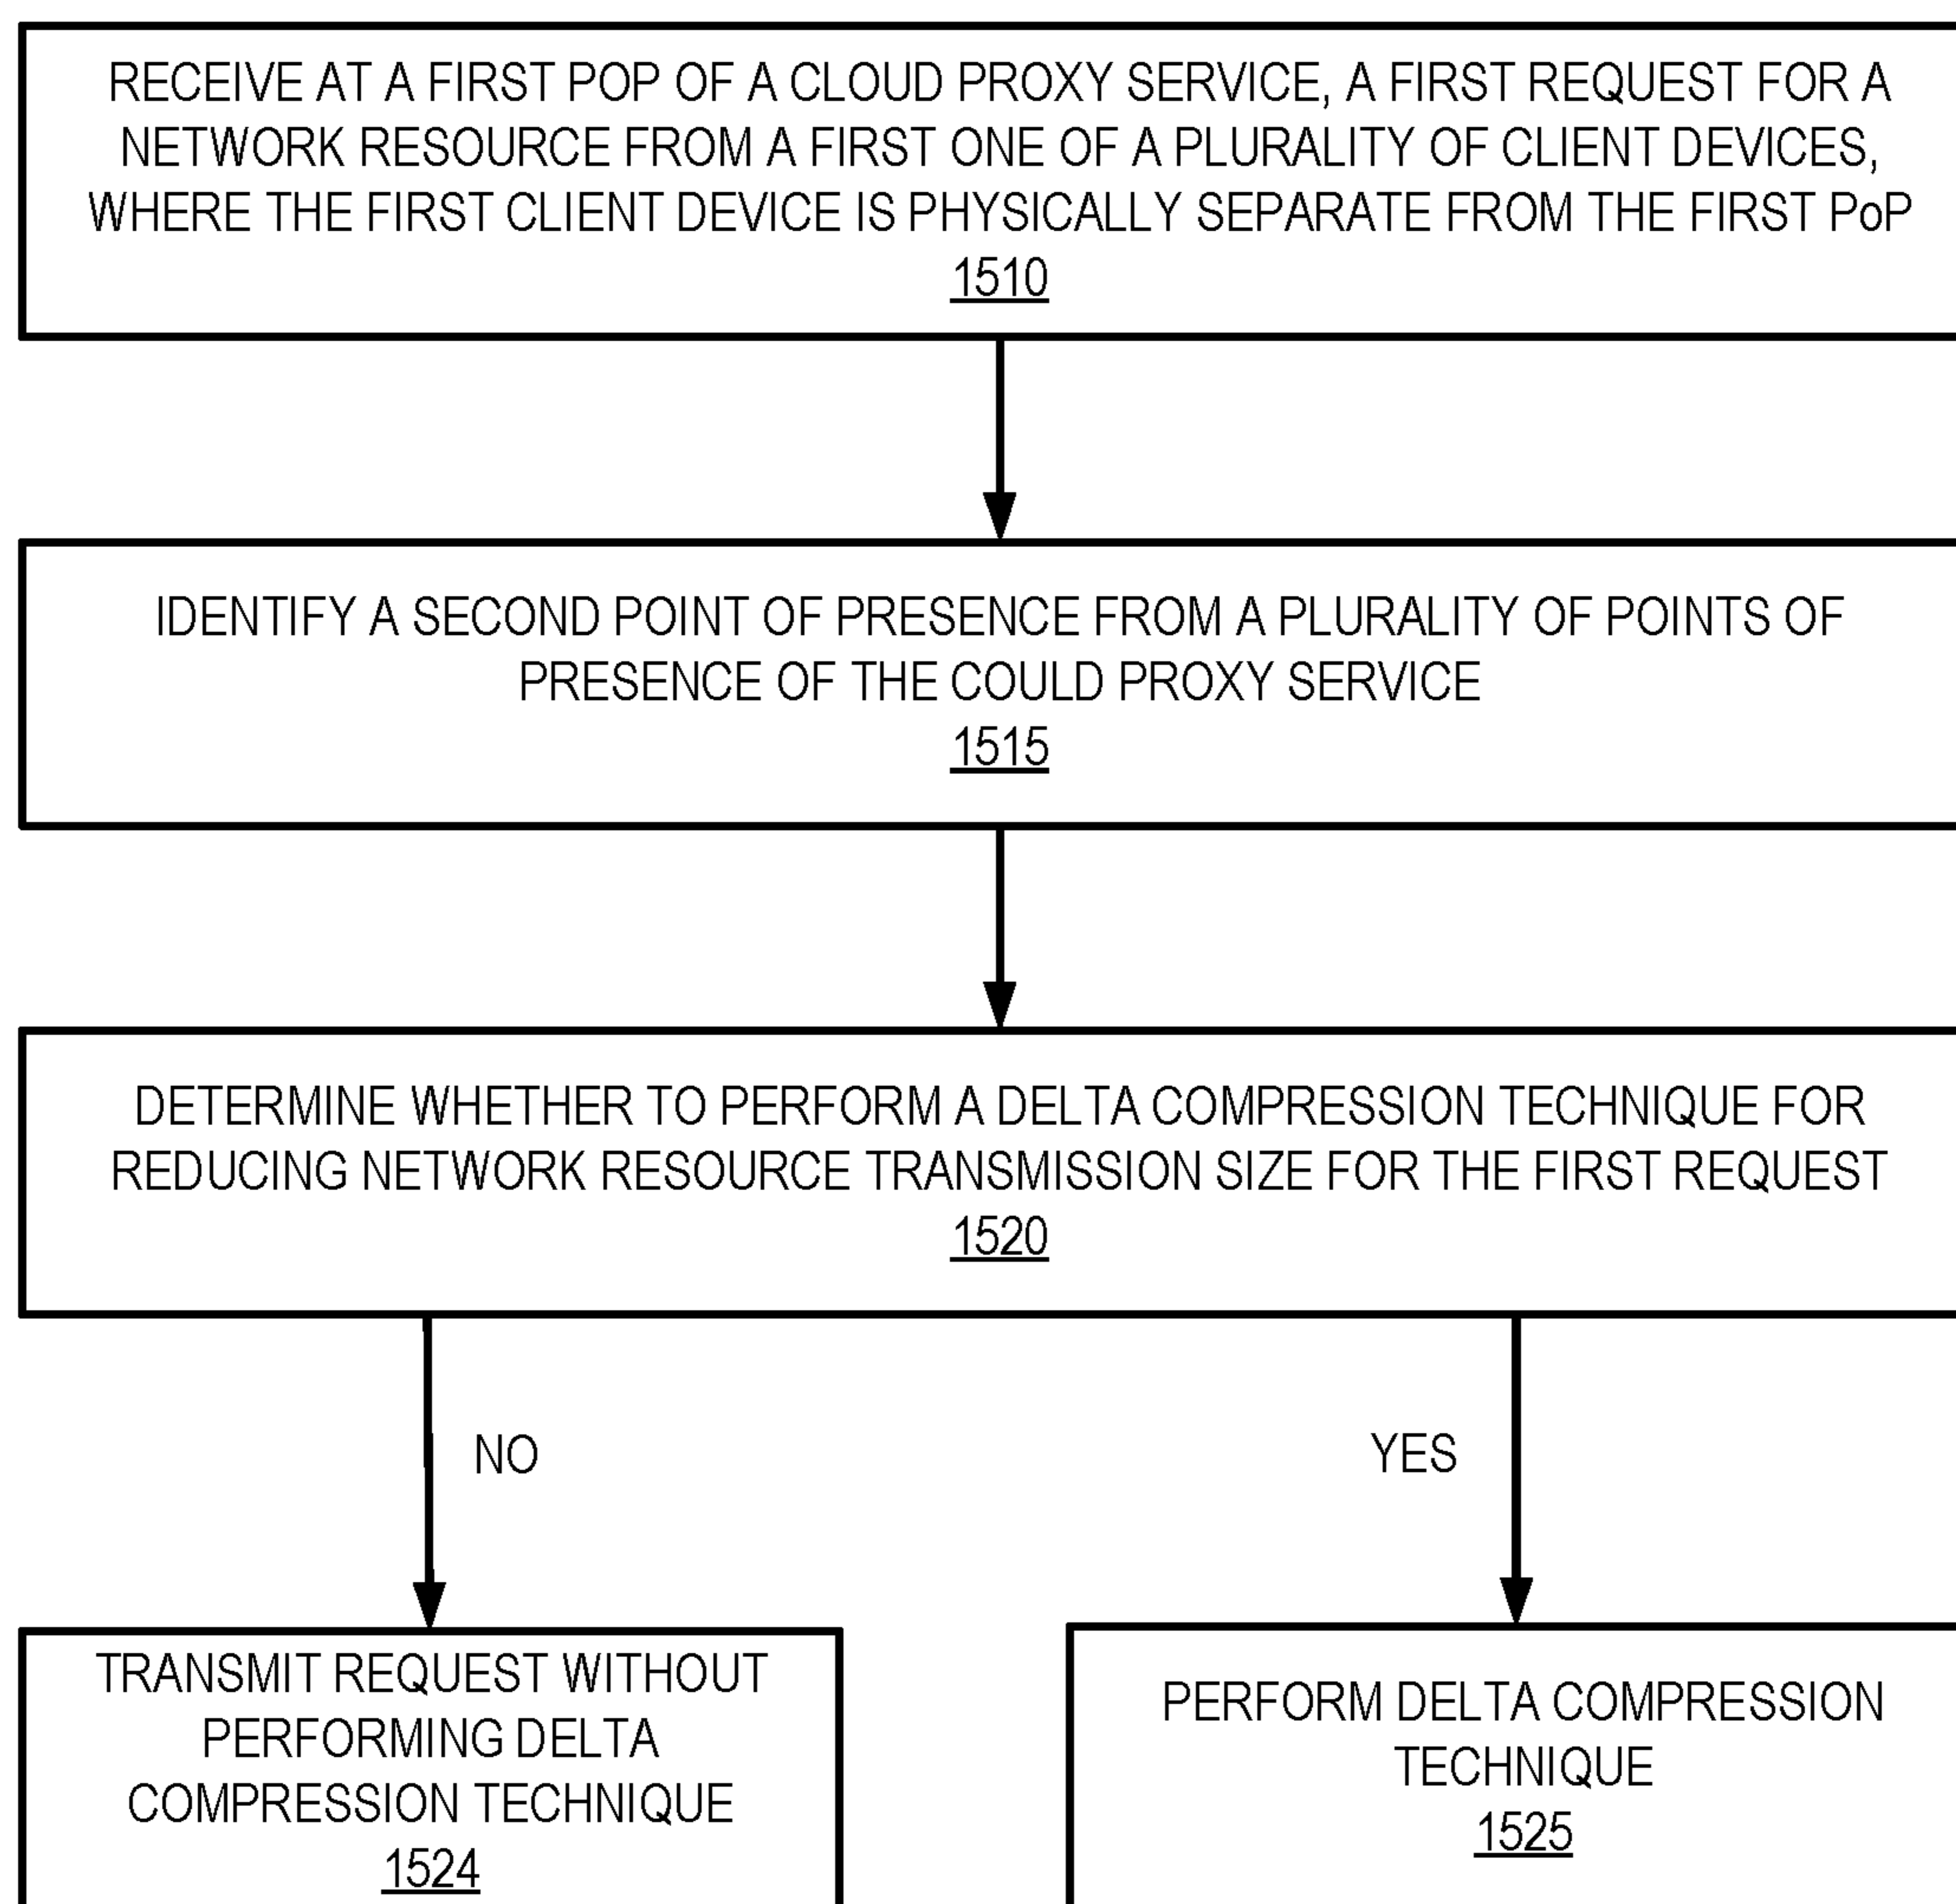 RECEIVE AT A FIRST POP OF A CLOUD PROXY SERVICE, A FIRST REQUEST FOR A
NETWORK RESOURCE FROM A FIRST ONE OF A PLURALITY OF CLIENT DEVICES,
WHERE THE FIRST CLIENT DEVICE IS PHYSICALLY SEPARATE FROM THE FIRST PoP
1510
IDENTIFY A SECOND POINT OF PRESENCE FROM A PLURALITY OF POINTS OF
PRESENCE OF THE COULD PROXY SERVICE
1515
DETERMINE WHETHER TO PERFORM A DELTA COMPRESSION TECHNIQUE FOR
REDUCING NETWORK RESOURCE TRANSMISSION SIZE FOR THE FIRST REQUEST
1520
NO
YES
TRANSMIT REQUEST WITHOUT
PERFORMING DELTA
COMPRESSION TECHNIQUE
1524
PERFORM DELTA COMPRESSION
TECHNIQUE
1525